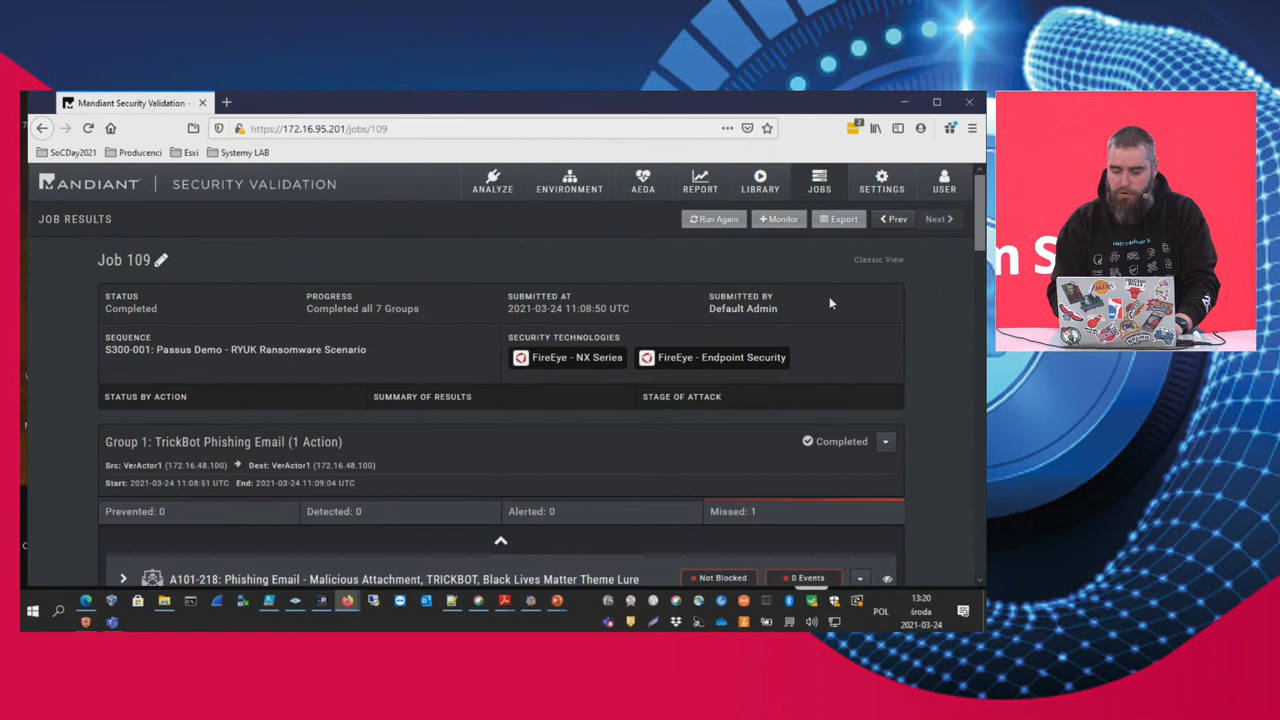 Mandiant Security Validation -
https://172.16.95.201/jobs/109
2
SoCDay2021 Producenci Esxi Systemy LAB
MANDIANT | SECURITY VALIDATION
ANALYZE ENVIRONMENT AEDA REPORT LIBRARY JOBS SETTINGS USER
JOB RESULTS
Run Again + Monitor Export Prev Next
Job 109
Classic View
STATUS PROGRESS SUBMITTED AT SUBMITTED BY
Completed Completed all 7 Groups 2021-03-24 11:08:50 UTC Default Admin
SEQUENCE SECURITY TECHNOLOGIES
S300-001: Passus Demo - RYUK Ransomware Scenario
FireEye - NX Series FireEye - Endpoint Security
STATUS BY ACTION SUMMARY OF RESULTS STAGE OF ATTACK
Group 1: TrickBot Phishing Email (1 Action) Completed
Src: VerActor1 (172.16.48.100) Dest: VerActor1 (172.16.48.100)
Start: 2021-03-24 11:08:51 UTC End: 2021-03-24 11:09:04 UTC
Prevented: 0 Detected: 0 Alerted: 0 Missed: 1
A101-218: Phishing Email - Malicious Attachment, TRICKBOT, Black Lives Matter Theme Lure Not Blocked 0 Events
POL
13:20
środa
2021-03-24